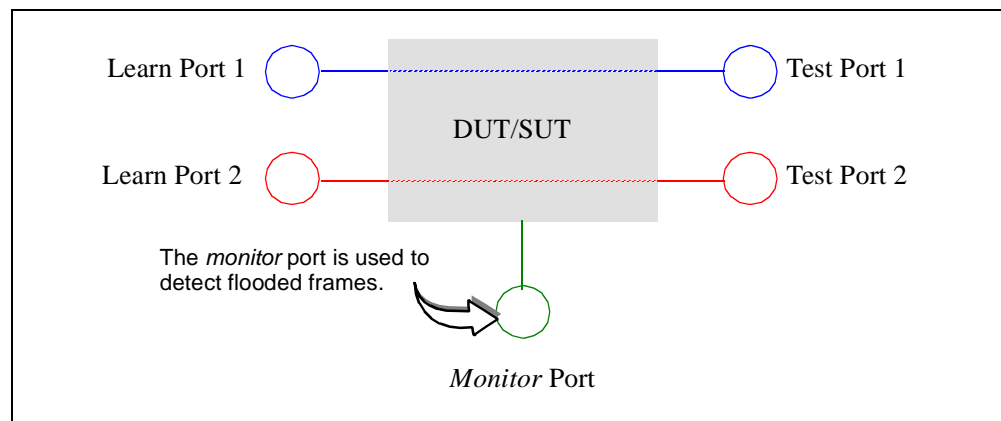 Learn Port 1
Test Port 1
DUT/SUT
Learn Port 2
Test Port 2
The monitor port is used to
detect flooded frames.
Monitor Port